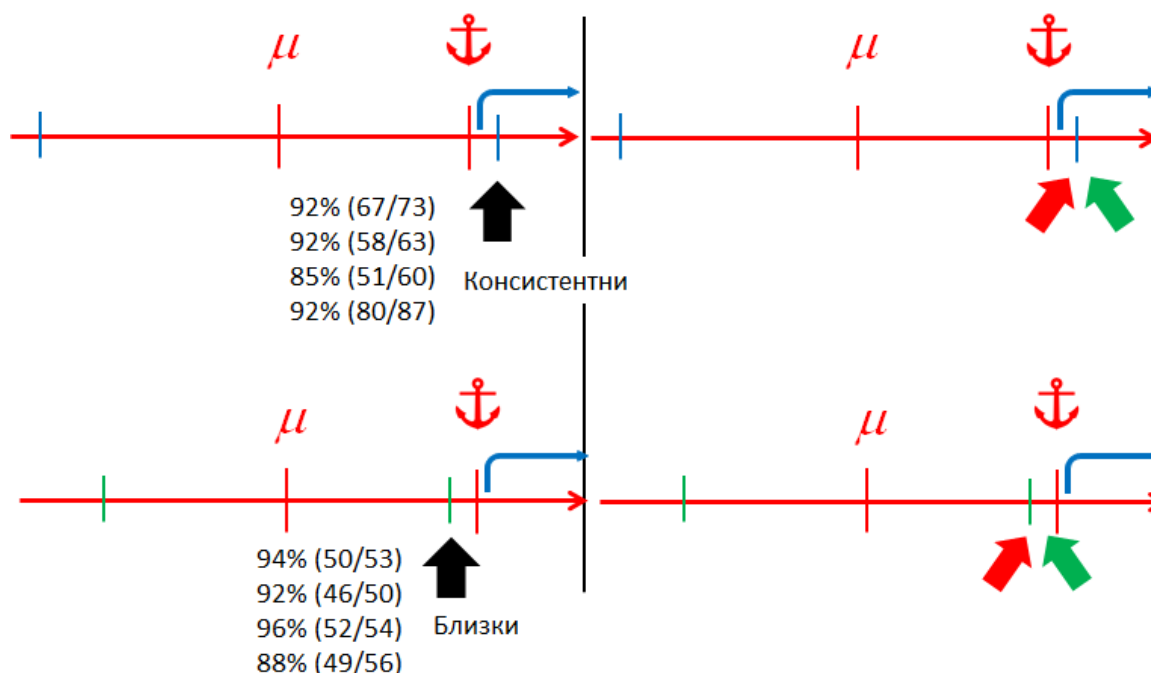 μ
μ
92% (67/73)
92% (58/63)
85% (51/60)
92% (80/87)
Консистентни
μ
μ
94% (50/53)
92% (46/50)
96% (52/54)
88% (49/56)
Близки